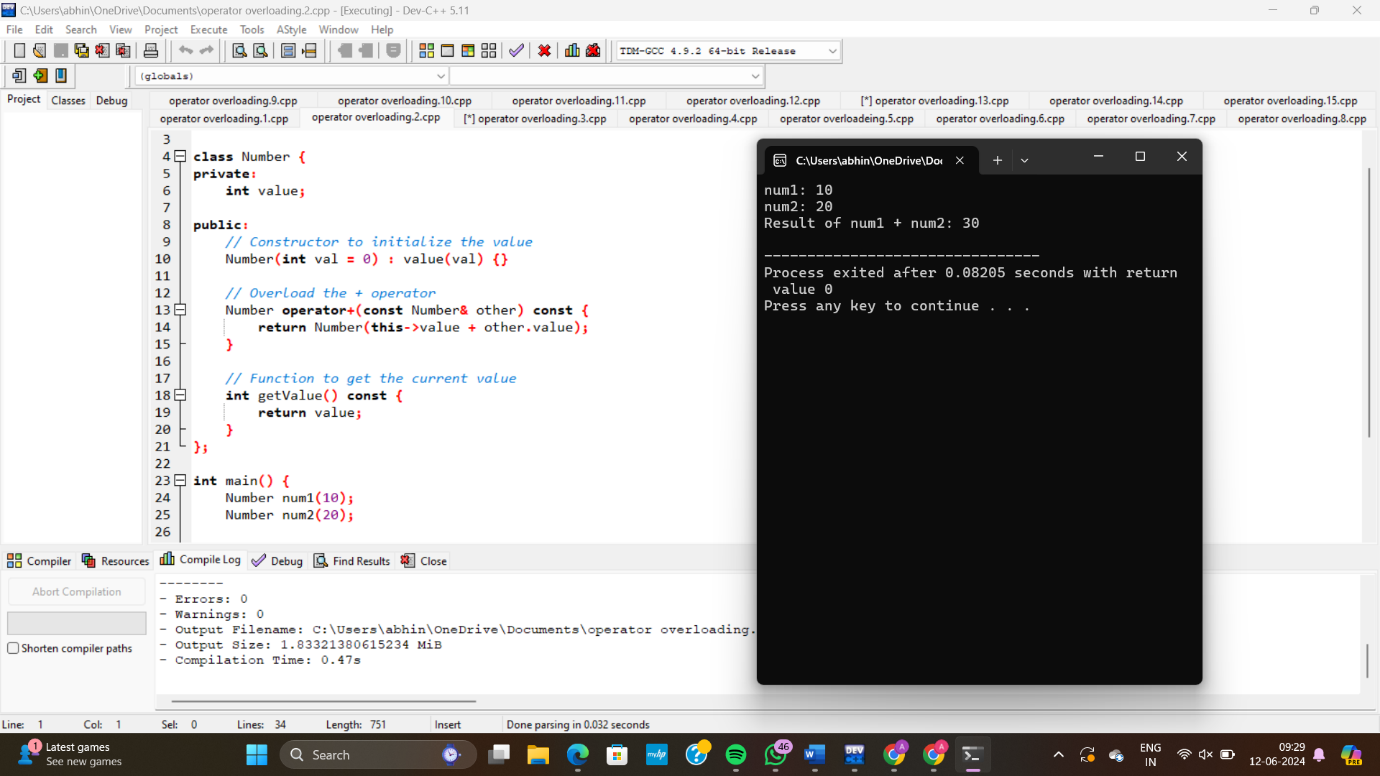 C:\Users\abhin\OneDrive\Documents\operator overloading.2.cpp - [Executing] - Dev-C++ 5.11
File Edit Search View Project Execute Tools AStyle Window Help
TDM-GCC 4.9.2 64-bit Release
(globals)
Project Classes Debug
operator overloading.9.cpp operator overloading.10.cpp operator overloading.11.cpp operator overloading.12.cpp [*] operator overloading.13.cpp operator overloading.14.cpp operator overloading.15.cpp
operator overloading.1.cpp operator overloading.2.cpp [*] operator overloading.3.cpp operator overloading.4.cpp operator overloadeing.5.cpp operator overloading.6.cpp operator overloading.7.cpp operator overloading.8.cpp
3
4 class Number {
5 private:
6 int value;
7
8 public:
9 // Constructor to initialize the value
10 Number(int val = 0) : value(val) {}
11
12 // Overload the + operator
13 Number operator+(const Number& other) const {
14 return Number(this->value + other.value);
15 }
16
17 // Function to get the current value
18 int getValue() const {
19 return value;
20 }
21 };
22
23 int main() {
24 Number num1(10);
25 Number num2(20);
26
C:\Users\abhin\OneDrive\Do
num1: 10
num2: 20
Result of num1 + num2: 30
--------------------------------
Process exited after 0.08205 seconds with return
value 0
Press any key to continue . . .
Compiler Resources Compile Log Debug Find Results Close
Abort Compilation
Shorten compiler paths
--------
- Errors: 0
- Warnings: 0
- Output Filename: C:\Users\abhin\OneDrive\Documents\operator overloading.
- Output Size: 1.83321380615234 MiB
- Compilation Time: 0.47s
Line: 1 Col: 1 Sel: 0 Lines: 34 Length: 751 Insert Done parsing in 0.032 seconds
1
Latest games
See new games
Search
myhp
46
W
DEV
A
A
ENG
IN
09:29
12-06-2024
PRE